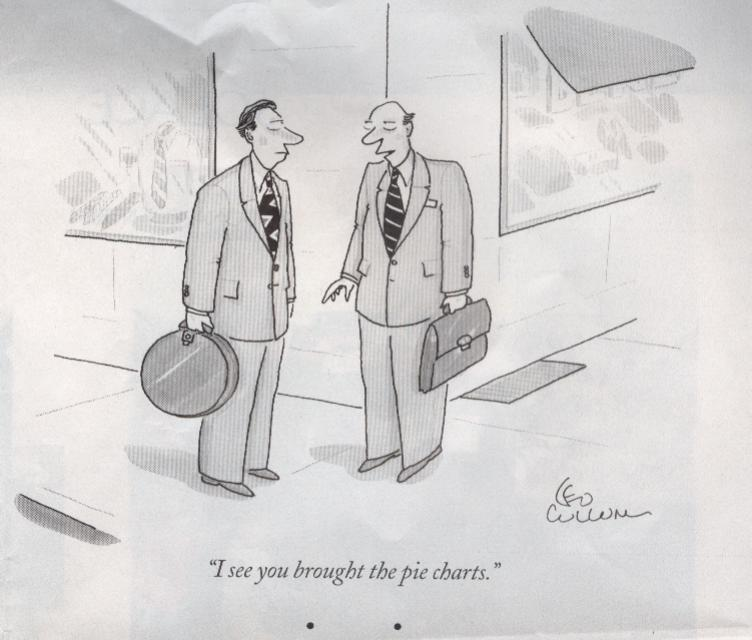 LEO
CULLUM
“I see you brought the pie charts.”